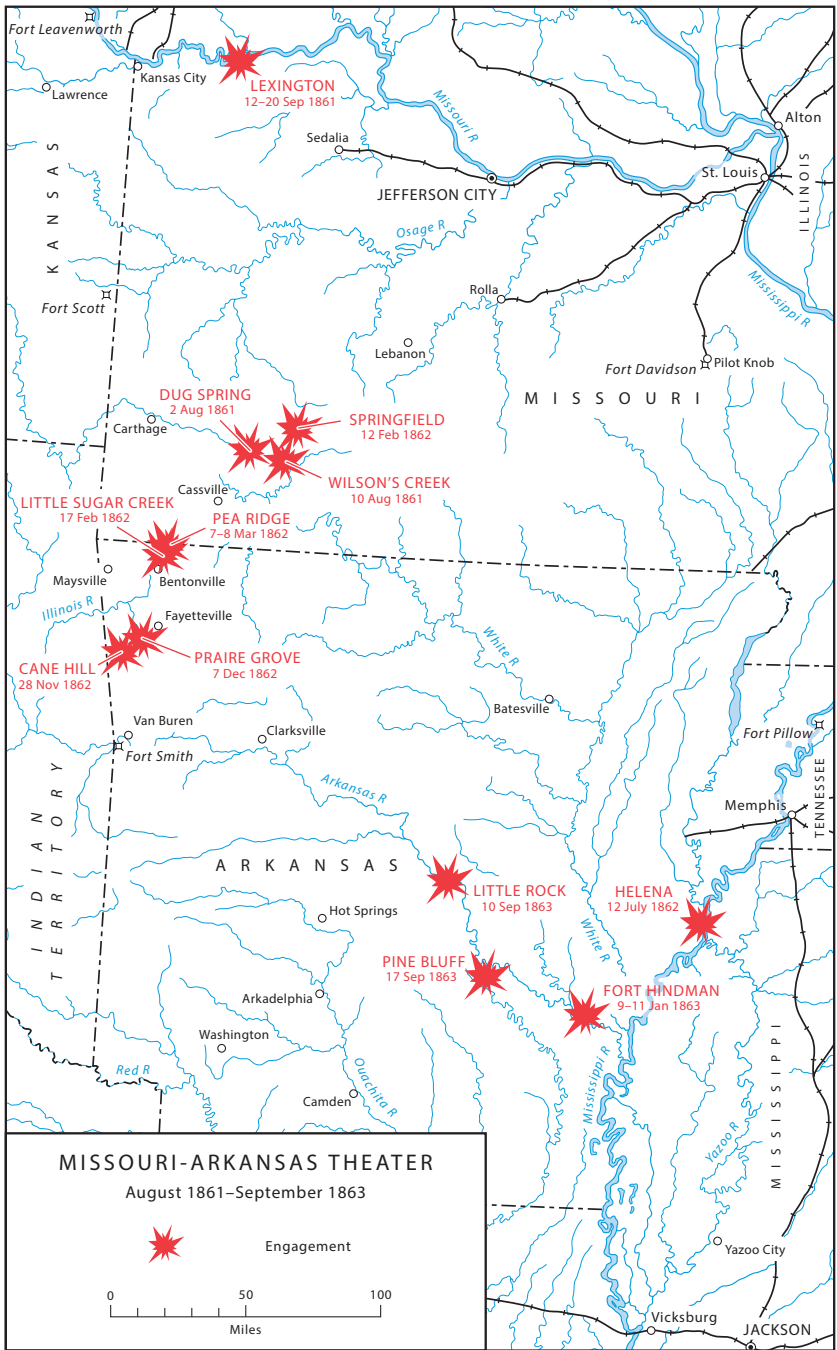 Fort Leavenworth
Kansas City
Lawrence
LEXINGTON
12–20 Sep 1861
Missouri R
Alton
Sedalia
St. Louis
JEFFERSON CITY
ILLINOIS
KANSAS
Osage R
Fort Scott
Rolla
Mississippi R
Lebanon
Fort Davidson
Pilot Knob
MISSOURI
DUG SPRING
2 Aug 1861
SPRINGFIELD
12 Feb 1862
Carthage
WILSON'S CREEK
10 Aug 1861
Cassville
LITTLE SUGAR CREEK
17 Feb 1862
PEA RIDGE
7–8 Mar 1862
Maysville
Bentonville
Illinois R
Fayetteville
White R
CANE HILL
28 Nov 1862
PRAIRE GROVE
7 Dec 1862
Batesville
Van Buren
Fort Smith
Clarksville
Fort Pillow
Arkansas R
TENNESSEE
Memphis
INDIAN
TERRITORY
ARKANSAS
LITTLE ROCK
10 Sep 1863
HELENA
12 July 1862
Hot Springs
White R
PINE BLUFF
17 Sep 1863
FORT HINDMAN
9–11 Jan 1863
Arkadelphia
Washington
Red R
Ouachita R
Camden
Mississippi R
Yazoo R
MISSISSIPPI
Yazoo City
Vicksburg
JACKSON
MISSOURI-ARKANSAS THEATER
August 1861–September 1863
Engagement
0 50 100
Miles